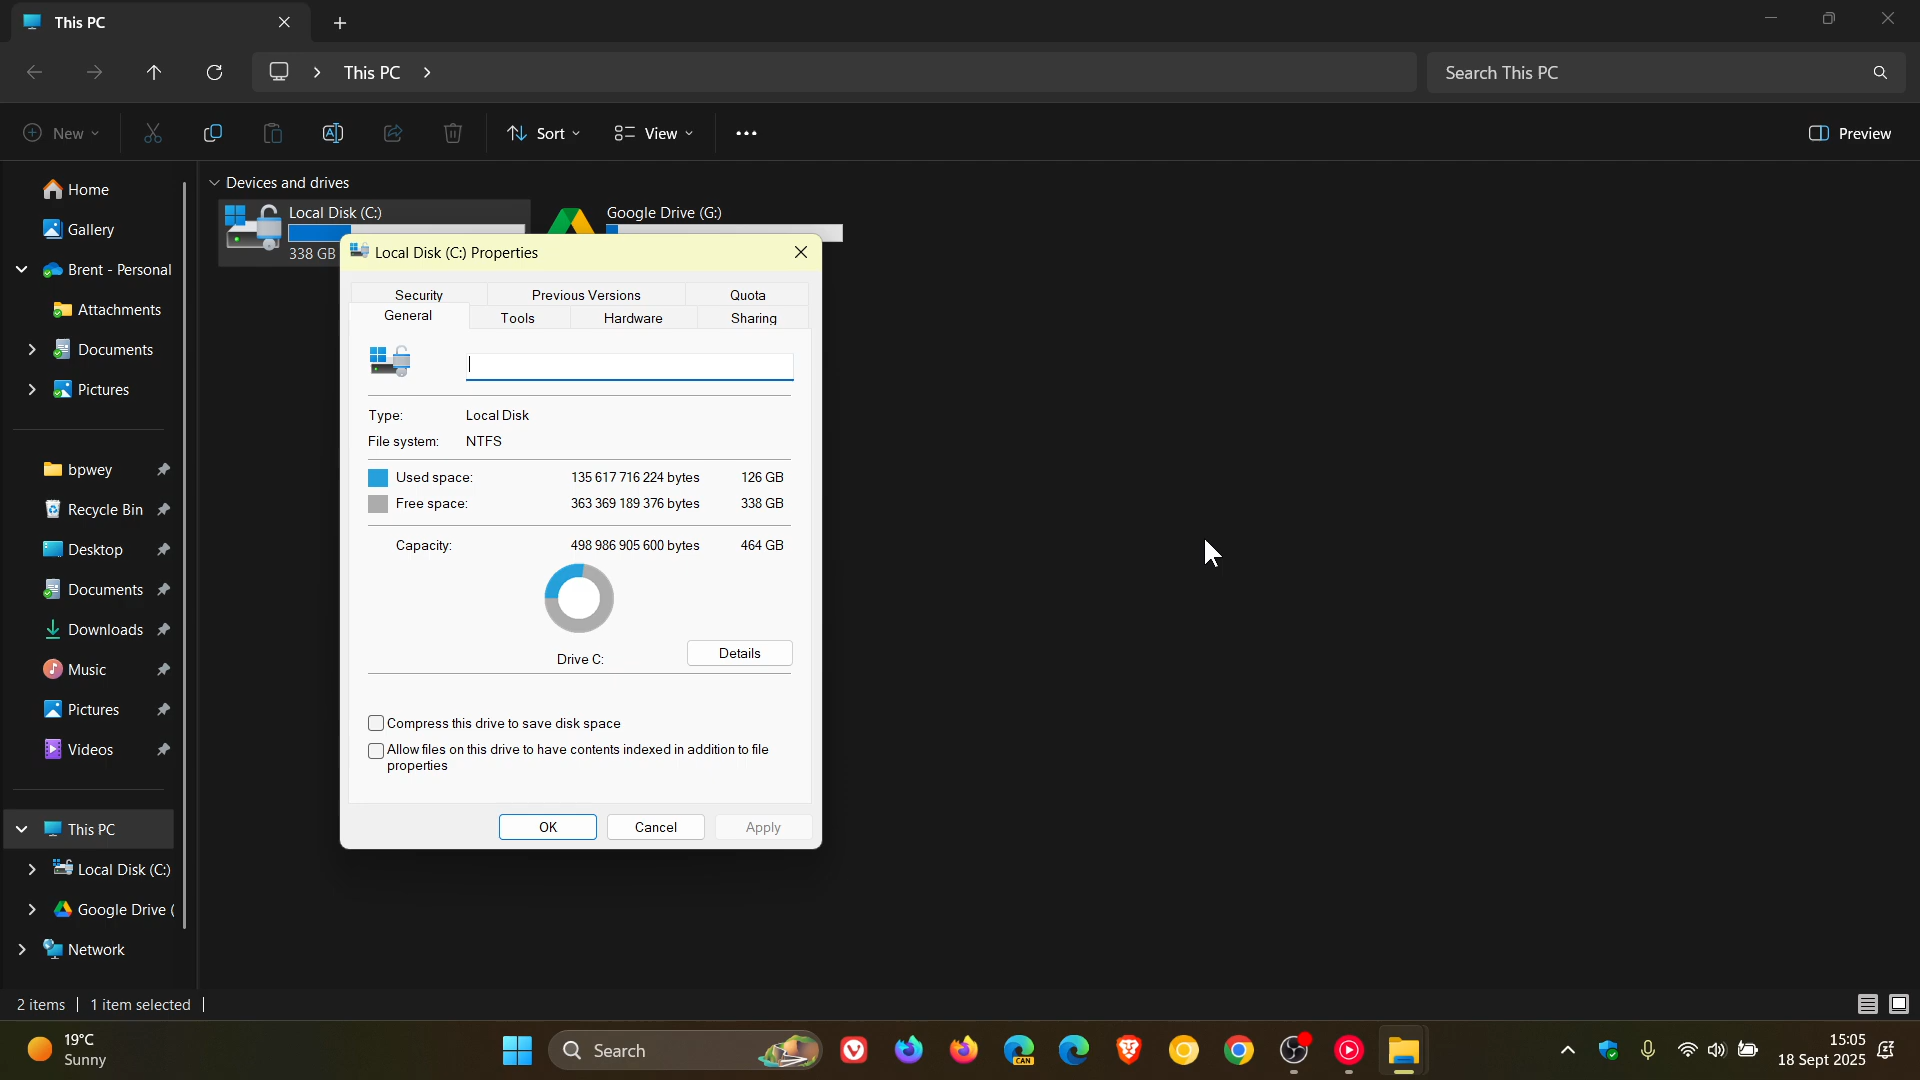 This PC
This PC
Search This PC
New
Sort
View
Preview
Home
Gallery
Brent - Personal
Attachments
Documents
Pictures
bpwey
Recycle Bin
Desktop
Documents
Downloads
Music
Pictures
Videos
This PC
Local Disk (C:)
Google Drive (
Network
Devices and drives
Local Disk (C:)
338 GB
Google Drive (G:)
Local Disk (C:) Properties
Security Previous Versions Quota
General Tools Hardware Sharing
Type: Local Disk
File system: NTFS
Used space: 135 617 716 224 bytes 126 GB
Free space: 363 369 189 376 bytes 338 GB
Capacity: 498 986 905 600 bytes 464 GB
Drive C:
Details
Compress this drive to save disk space
Allow files on this drive to have contents indexed in addition to file
properties
OK Cancel Apply
2 items 1 item selected
19°C
Sunny
Search
CAN
15:05
18 Sept 2025